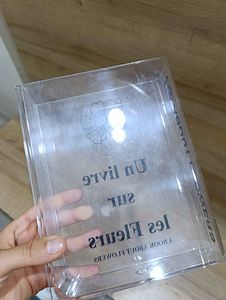 Un livre
sur
les Fleurs
A BOOK ABOUT FLOWERS